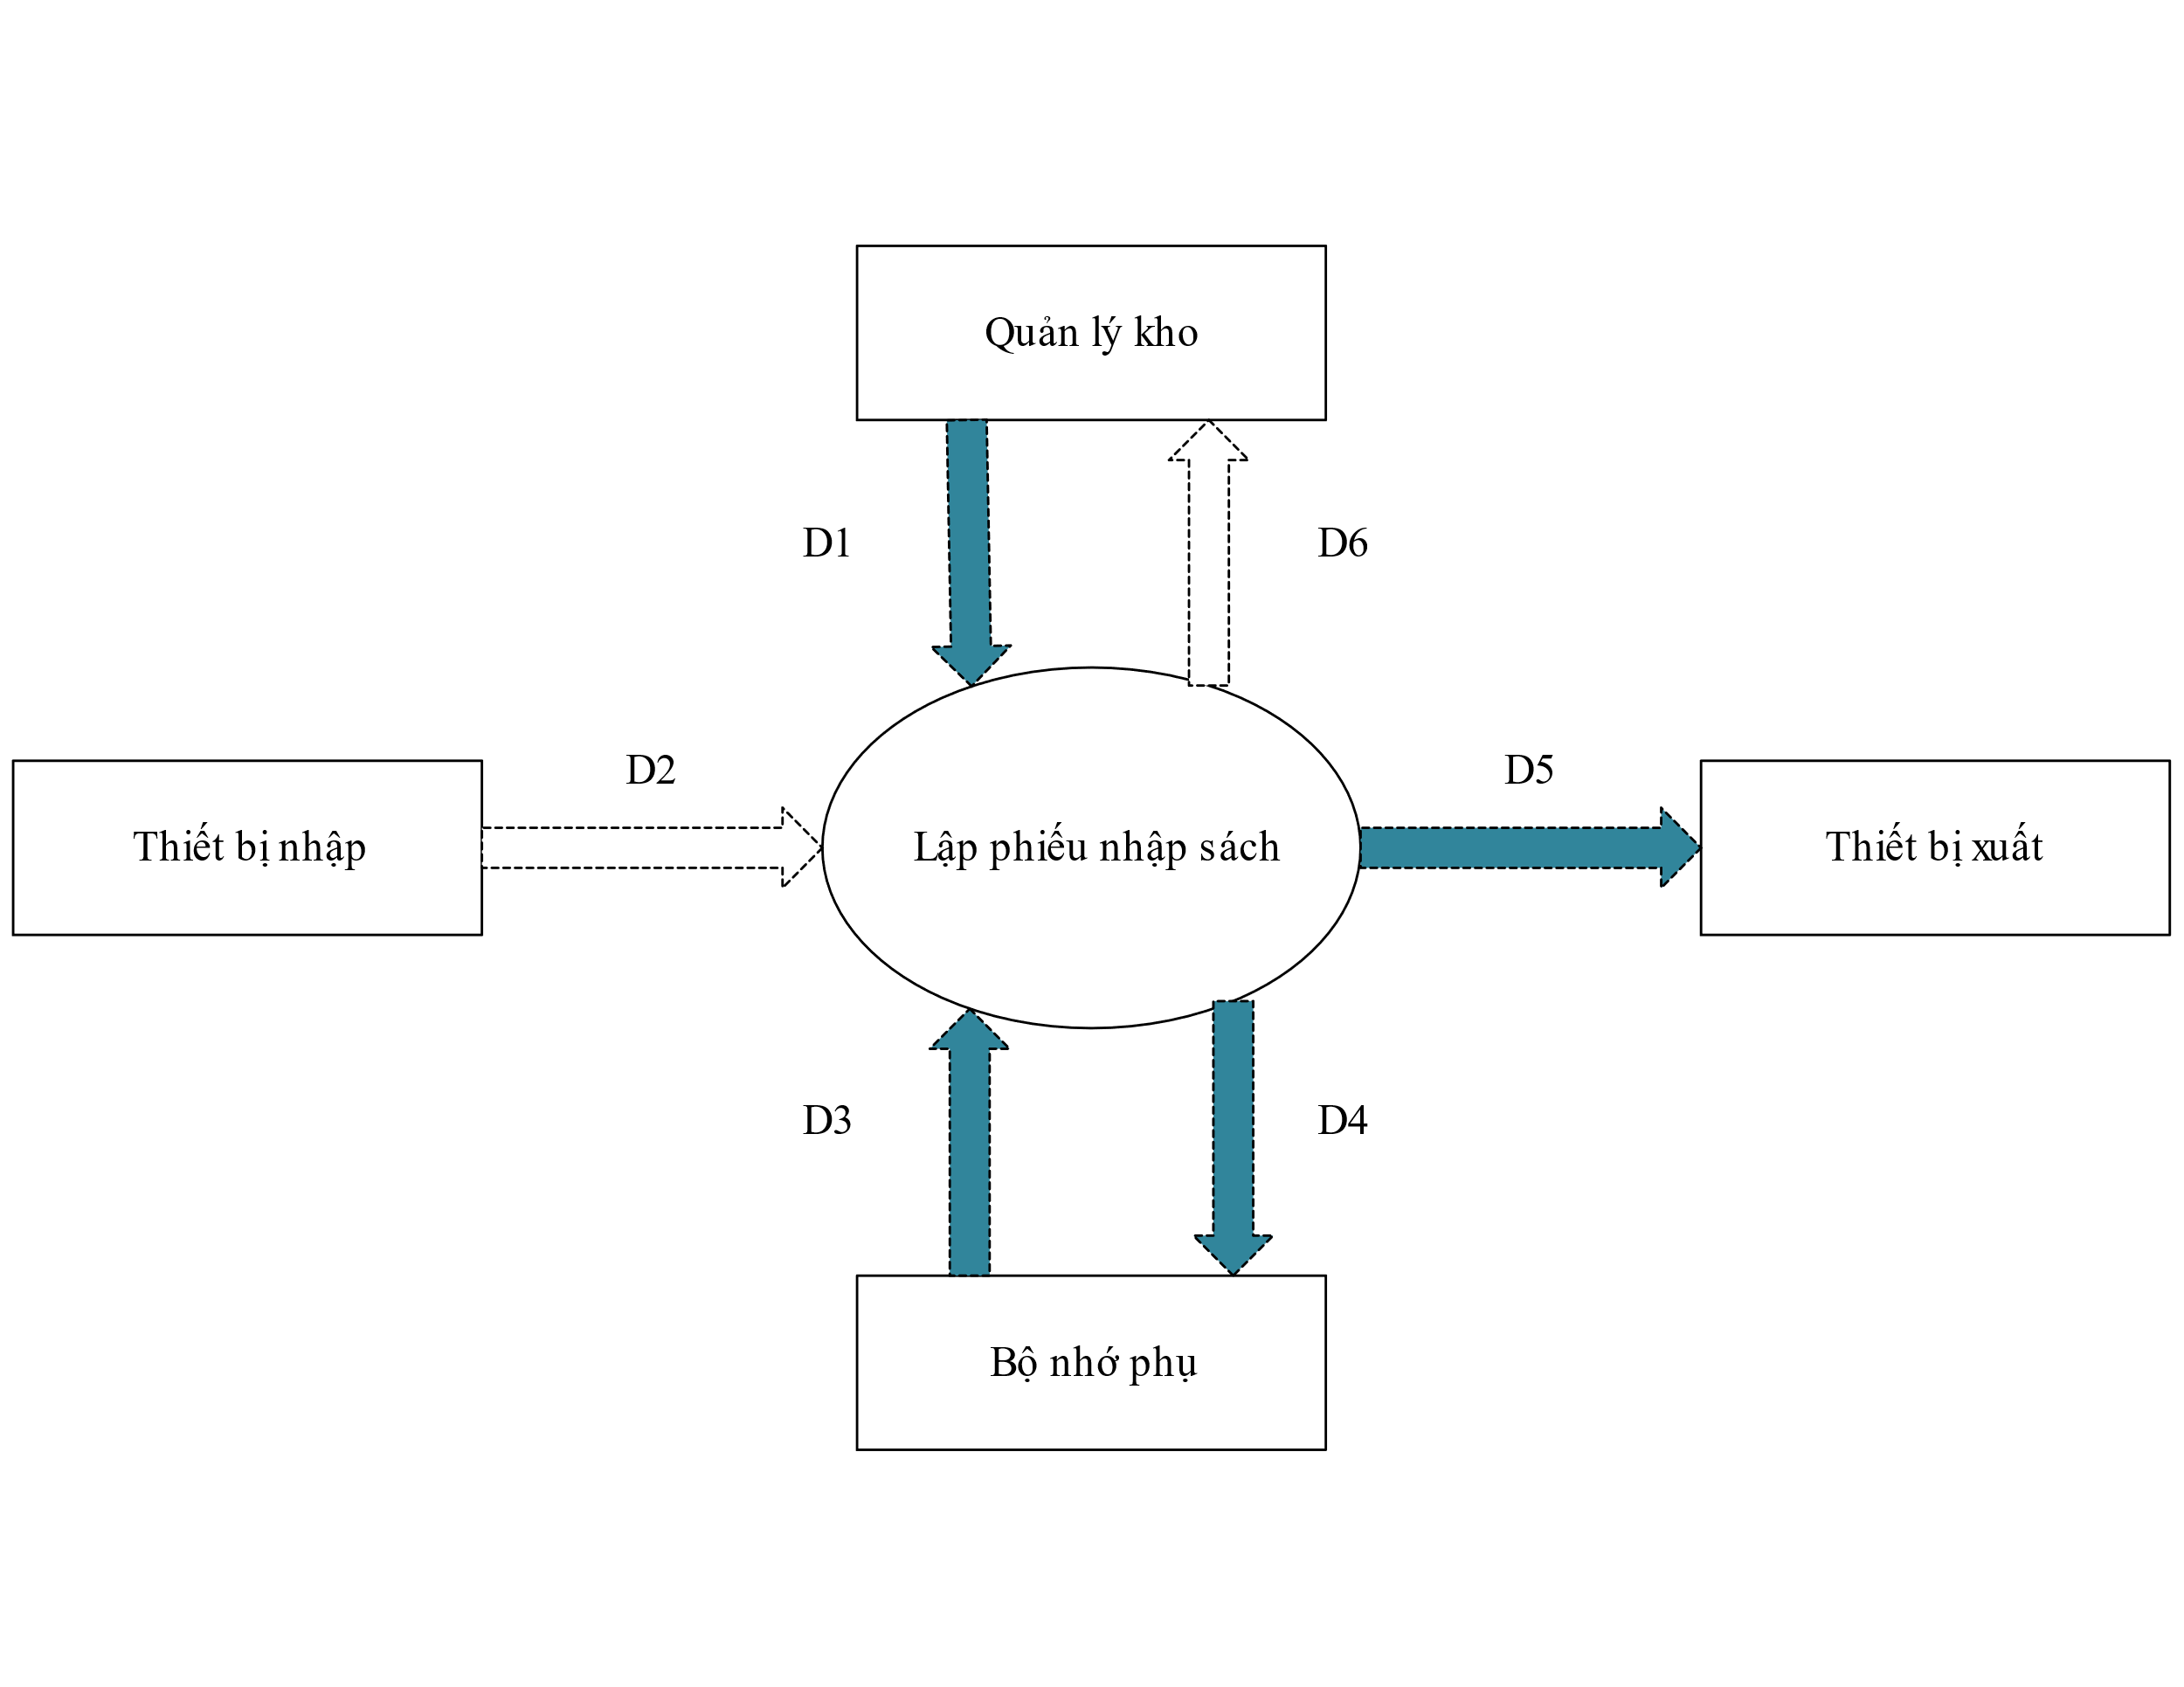 Quản lý kho
D1
D6
D2
D5
Thiết bị nhập
Lập phiếu nhập sách
Thiết bị xuất
D3
D4
Bộ nhớ phụ